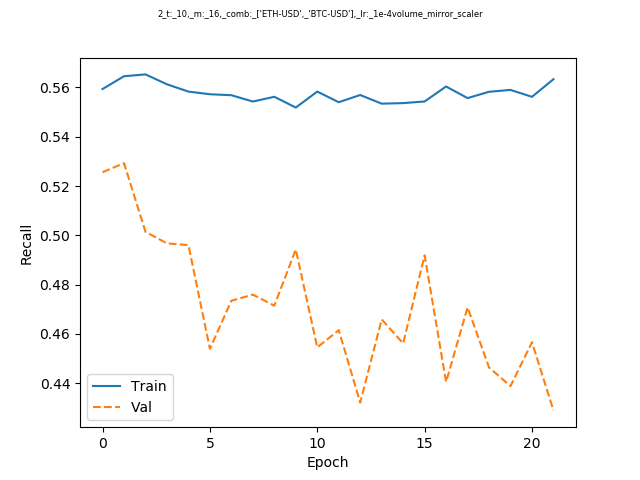 2_t:_10,_m:_16,_comb:_['ETH-USD',_'BTC-USD'],_lr:_1e-4volume_mirror_scaler
0.56
0.54
0.52
0.50
0.48
0.46
0.44
Recall
Train
Val
0
5
10
15
20
Epoch